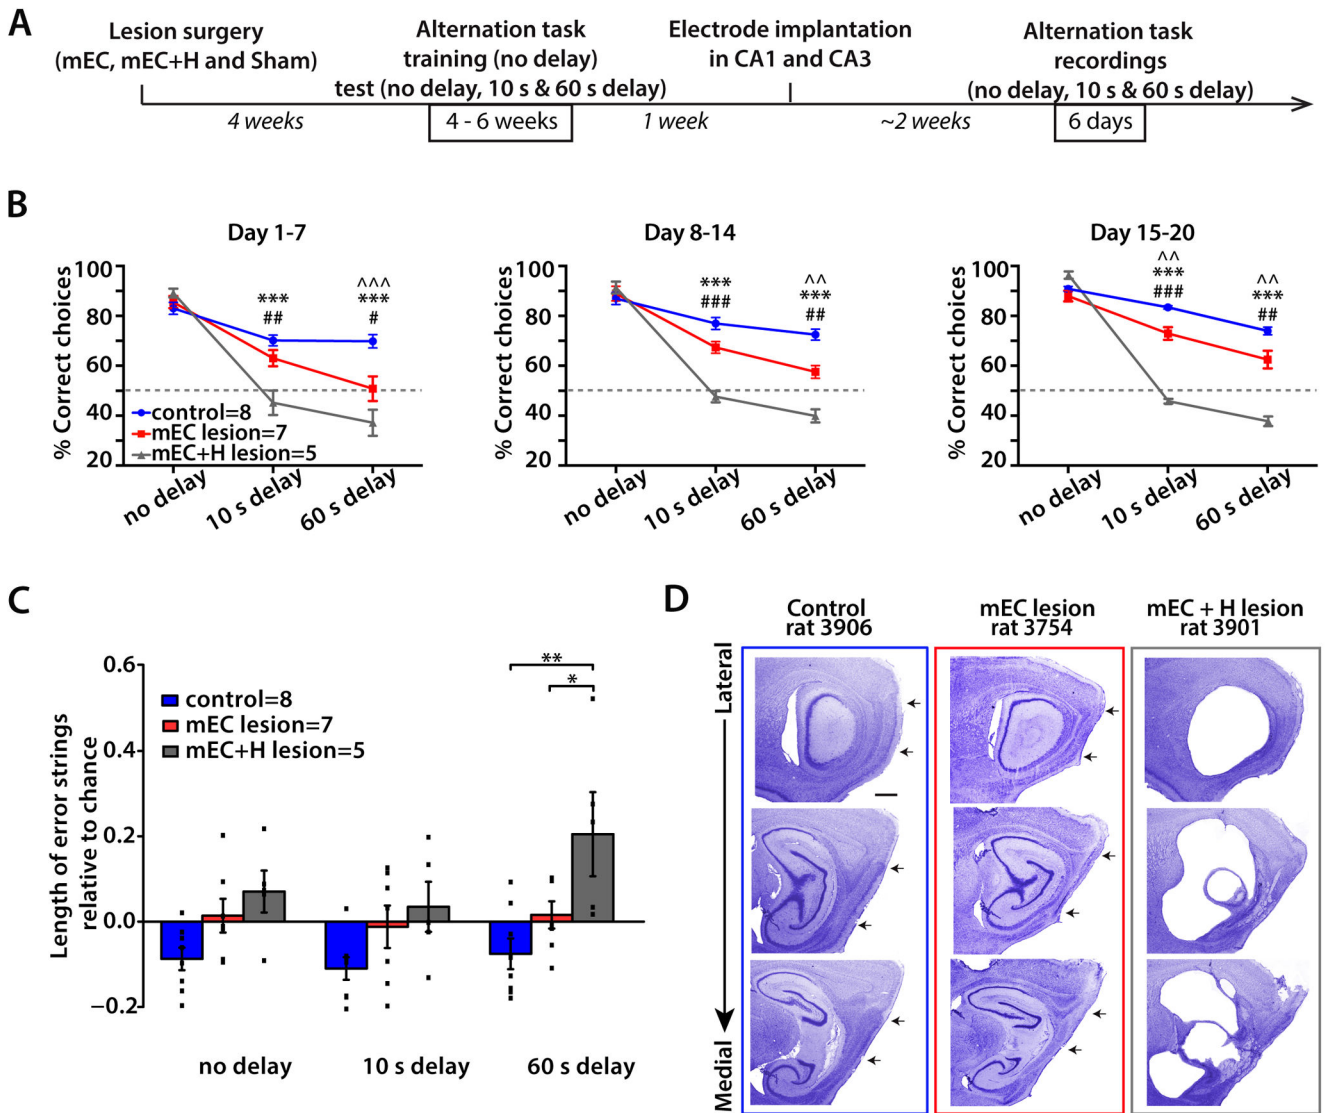 A
Lesion surgery
(mEC, mEC+H and Sham)
Alternation task
training (no delay)
test (no delay, 10 s & 60 s delay)
Electrode implantation
in CA1 and CA3
Alternation task
recordings
(no delay, 10 s & 60 s delay)
4 weeks
4 - 6 weeks
1 week
~2 weeks
6 days
B
Day 1-7
% Correct choices
100
80
60
40
20
***
##
^^^
***
#
control=8
mEC lesion=7
mEC+H lesion=5
no delay
10 s delay
60 s delay
Day 8-14
% Correct choices
100
80
60
40
20
***
###
^^
***
##
no delay
10 s delay
60 s delay
Day 15-20
% Correct choices
100
80
60
40
20
^^
***
###
^^
***
##
no delay
10 s delay
60 s delay
C
Length of error strings
relative to chance
0.6
0.4
0.2
0.0
−0.2
control=8
mEC lesion=7
mEC+H lesion=5
**
*
no delay
10 s delay
60 s delay
D
Control
rat 3906
mEC lesion
rat 3754
mEC + H lesion
rat 3901
Lateral
Medial